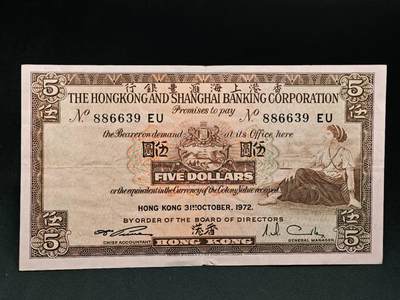 5 行銀豐滙海上港香 5
THE HONGKONG AND SHANGHAI BANKING CORPORATION
Promises to pay
No 886639 EU No 886639 EU
the Bearer on demand at its Office here
圓伍 圓伍
FIVE DOLLARS
or the equivalent in the Currency of the Colony, Value received.
HONG KONG 31ST OCTOBER, 1972.
BY ORDER OF THE BOARD OF DIRECTORS
伍 港香 伍
CHIEF ACCOUNTANT GENERAL MANAGER
5 HONG KONG 5